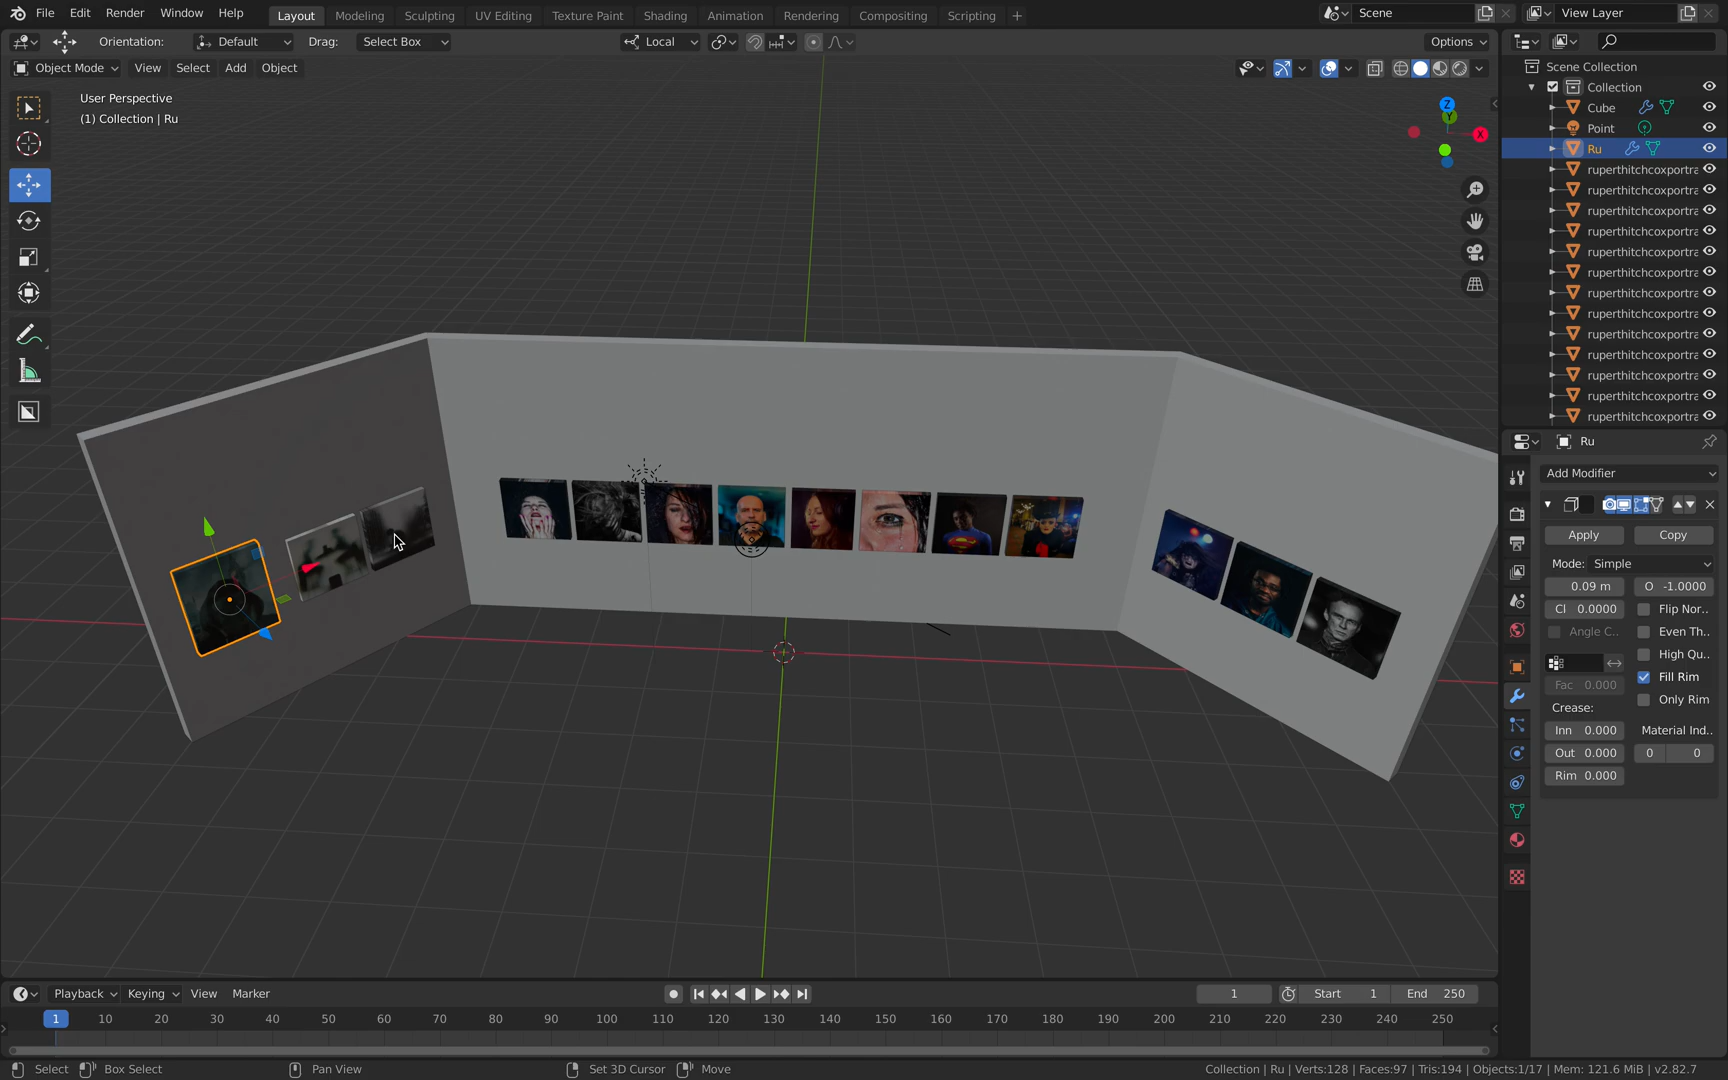 File Edit Render Window Help Layout Modeling Sculpting UV Editing Texture Paint Shading Animation Rendering Compositing Scripting + Scene View Layer
Orientation: Default Drag: Select Box Local Options
Object Mode View Select Add Object
User Perspective
(1) Collection | Ru
Z
Y
X
Scene Collection
Collection
Cube
Point
Ru
ruperthitchcoxportra
ruperthitchcoxportra
ruperthitchcoxportra
ruperthitchcoxportra
ruperthitchcoxportra
ruperthitchcoxportra
ruperthitchcoxportra
ruperthitchcoxportra
ruperthitchcoxportra
ruperthitchcoxportra
ruperthitchcoxportra
ruperthitchcoxportra
ruperthitchcoxportra
Ru
Add Modifier
Apply Copy
Mode: Simple
0.09 m O -1.0000
Cl 0.0000 Flip Nor..
Angle C.. Even Th..
High Qu..
Fill Rim
Fac 0.000
Only Rim
Crease:
Inn 0.000 Material Ind..
Out 0.000 0 0
Rim 0.000
Playback Keying View Marker 1 Start 1 End 250
1 10 20 30 40 50 60 70 80 90 100 110 120 130 140 150 160 170 180 190 200 210 220 230 240 250
Select Box Select Pan View Set 3D Cursor Move Collection | Ru | Verts:128 | Faces:97 | Tris:194 | Objects:1/17 | Mem: 121.6 MiB | v2.82.7